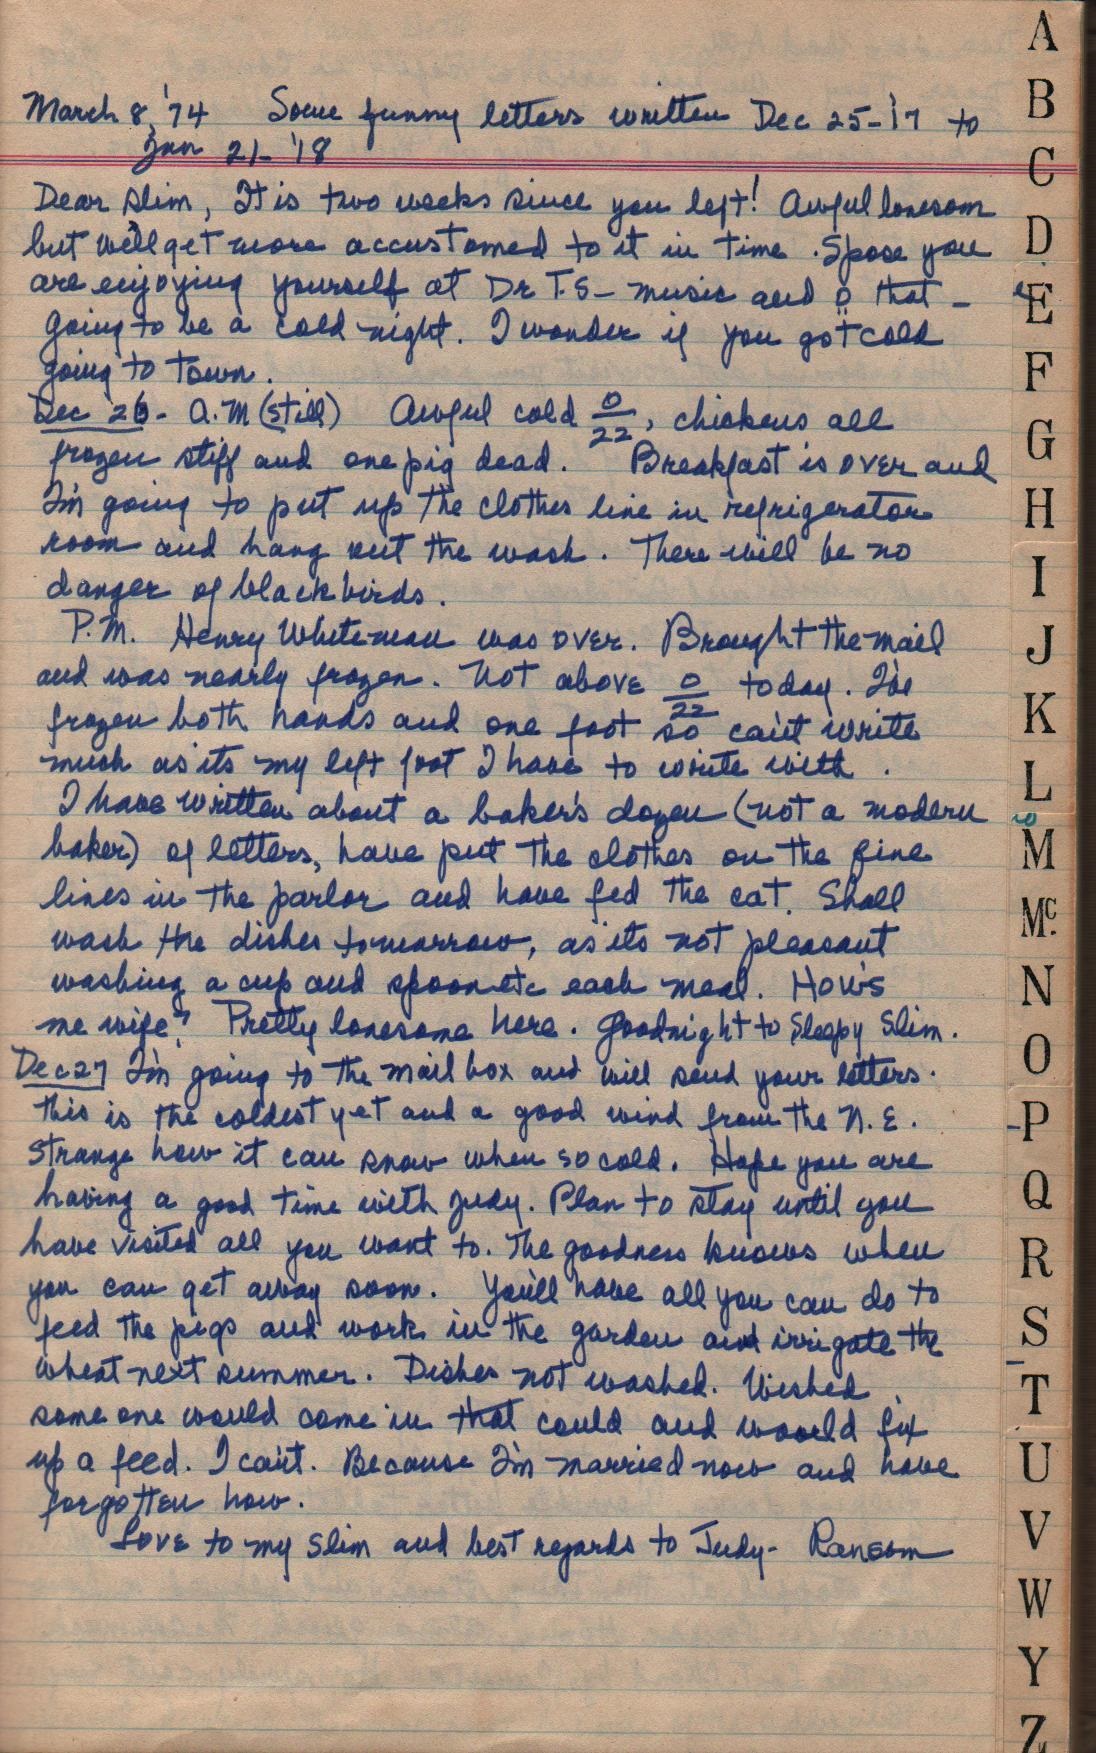 March 8, '74 Some funny letters written Dec 25-'17 to
Jan 21- '18
Dear Slim, It is two weeks since you left! Awful lonesom
but we'll get more accustomed to it in time. Spose you
are enjoying yourself at Dr T.S- music and that -
going to be a cold night. I wonder if you got cold
going to town.
Dec 26- A.M (still) Awful cold 0/22, chickens all
frozen stiff and one pig dead. Breakfast is over and
I'm going to put up the clothes line in refrigerator
room and hang out the wash. There will be no
danger of blackbirds.
P.M. Henry Whiteman was over. Brought the mail
and was nearly frozen. Not above 0/22 today. I've
frozen both hands and one foot so can't write
much as its my left foot I have to write with.
I have written about a baker's dozen (not a modern
baker) of letters, have put the clothes on the fine
lines in the parlor and have fed the cat. Shall
wash the dishes tomorrow, as its not pleasant
washing a cup and spoon etc each meal. How's
me wife? Pretty lonesome here. Goodnight to Sleepy Slim.
Dec 27 I'm going to the mail box and will send your letters.
this is the coldest yet and a good wind from the N.E.
Strange how it can snow when so cold. Hope you are
having a good time with Judy. Plan to stay until you
have visited all you want to. The goodness knows when
you can get away soon. You'll have all you can do to
feed the pigs and work in the garden and irrigate the
wheat next summer. Dishes not washed. Wished
some one would come in that could and would fix
up a feed. I can't. Because I'm married now and have
forgotten how.
Love to my Slim and best regards to Judy- Ransom
A
B
C
D
E
F
G
H
I
J
K
L
M
Mc.
N
O
P
Q
R
S
T
U
V
W
Y
Z